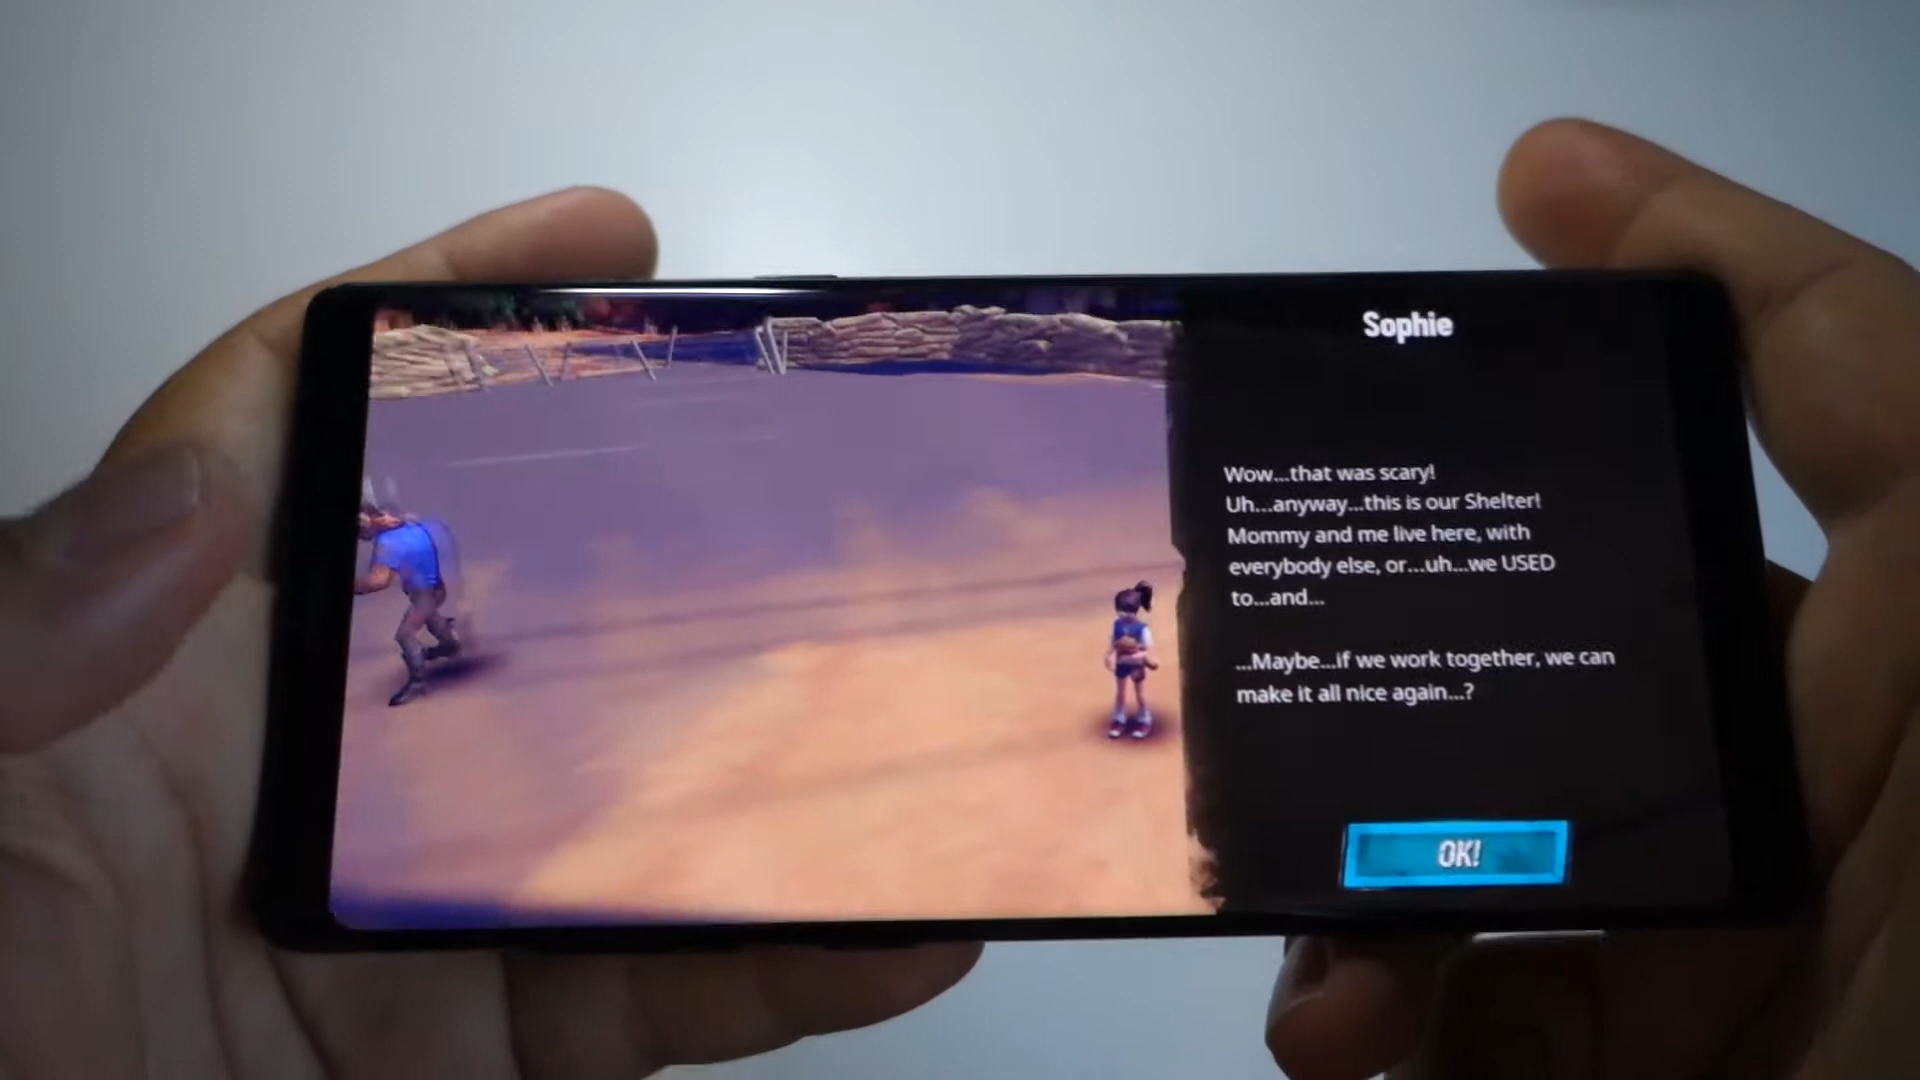 Sophie
Wow...that was scary!
Uh...anyway...this is our Shelter!
Mommy and me live here, with
everybody else, or...uh...we USED
to...and...
...Maybe...if we work together, we can
make it all nice again...?
OK!